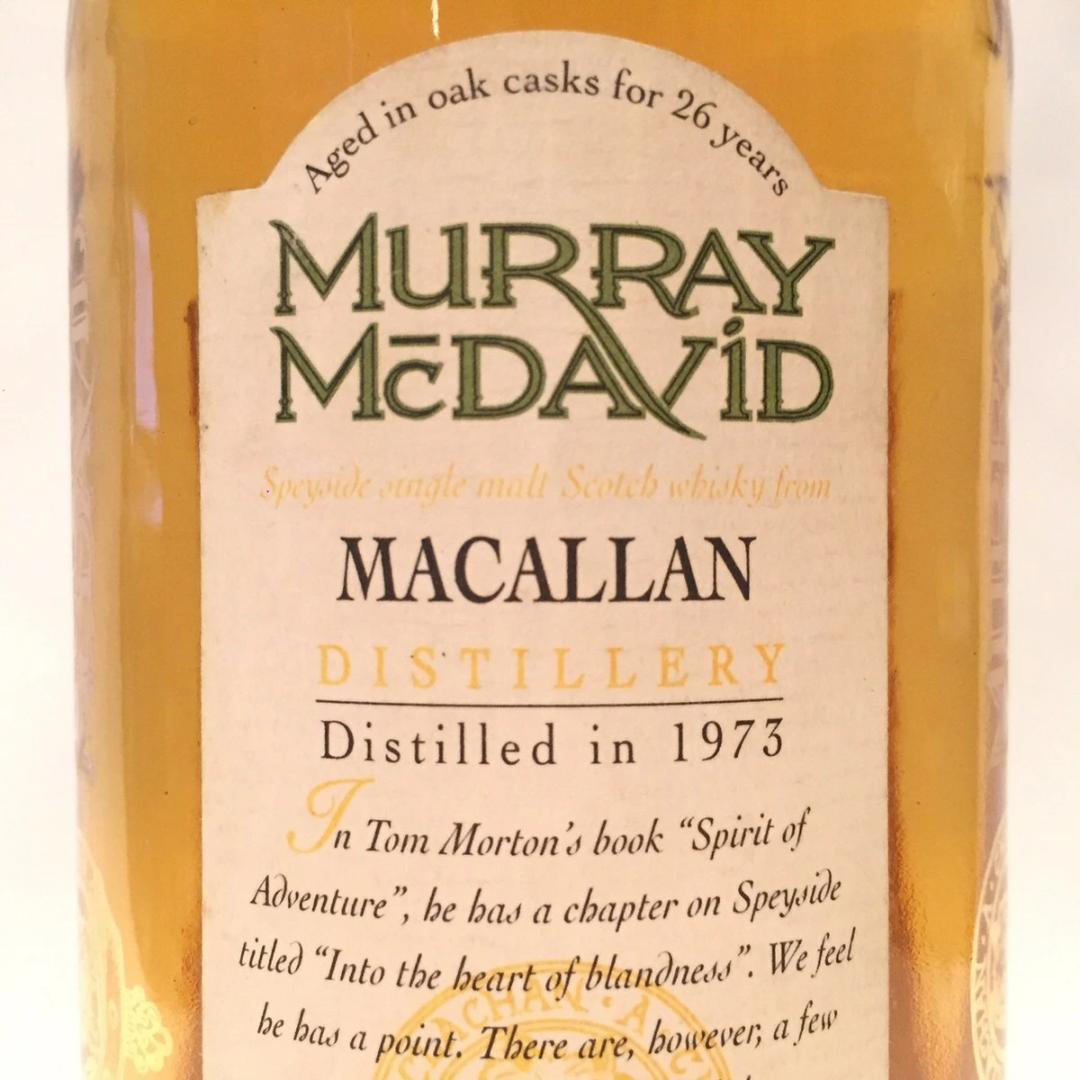 Aged in oak casks for 26 years
MURRAY
McDAVID
Speyside single malt Scotch whisky from
MACALLAN
DISTILLERY
Distilled in 1973
In Tom Morton's book “Spirit of
Adventure”, he has a chapter on Speyside
titled “Into the heart of blandness”. We feel
he has a point. There are, however, a few